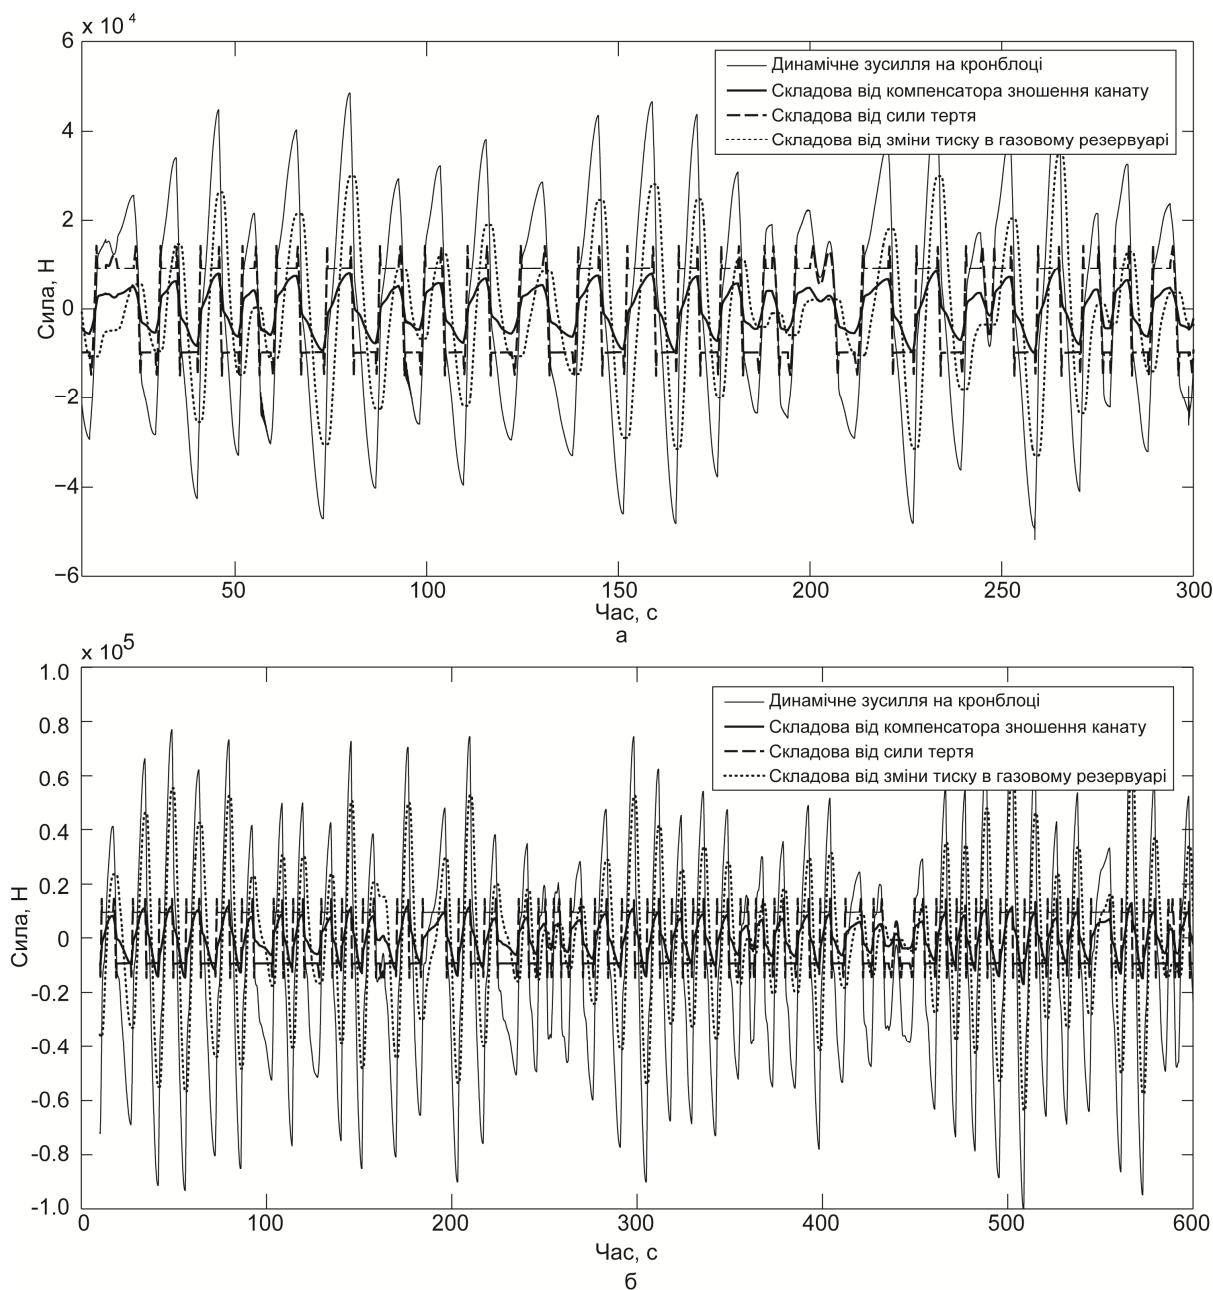 x 10 4
6
4
2
0
−2
−4
−6
Сила, Н
Динамічне зусилля на кронблоці
Складова від компенсатора зношення канату
Складова від сили тертя
Складова від зміни тиску в газовому резервуарі
50 100 150 200 250 300
Час, с
а
x 10 5
1.0
0.8
0.6
0.4
0.2
0
-0.2
-0.4
-0.6
-0.8
-1.0
Сила, Н
Динамічне зусилля на кронблоці
Складова від компенсатора зношення канату
Складова від сили тертя
Складова від зміни тиску в газовому резервуарі
0 100 200 300 400 500 600
Час, с
б